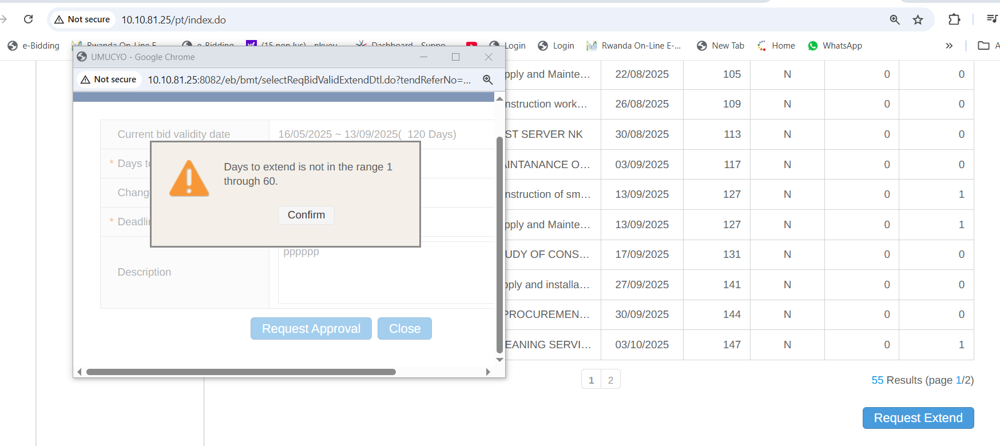 Not secure 10.10.81.25/pt/index.do
e-Bidding Rwanda On-Line E- e-Bidding (15 non lus) Dashboard Suppo Login Login Rwanda On-Line E-... New Tab Home WhatsApp »
UMUCYO - Google Chrome
Not secure 10.10.81.25:8082/eb/bmt/selectReqBidValidExtendDtl.do?tendReferNo=...
Current bid validity date 16/05/2025 ~ 13/09/2025( 120 Days)
* Days to
Chang
* Deadli
Days to extend is not in the range 1
through 60.
Confirm
pppppp
Description
Request Approval Close
pply and Mainte... 22/08/2025 105 N 0 0
nstruction work... 26/08/2025 109 N 0 0
ST SERVER NK 30/08/2025 113 N 0 0
AINTANANCE O... 03/09/2025 117 N 0 0
nstruction of sm... 13/09/2025 127 N 0 1
pply and Mainte... 13/09/2025 127 N 0 1
UDY OF CONS... 17/09/2025 131 N 0 0
pply and installa... 27/09/2025 141 N 0 0
PROCUREMEN... 30/09/2025 144 N 0 0
EANING SERVI... 03/10/2025 147 N 0 1
1 2
55 Results (page 1/2)
Request Extend